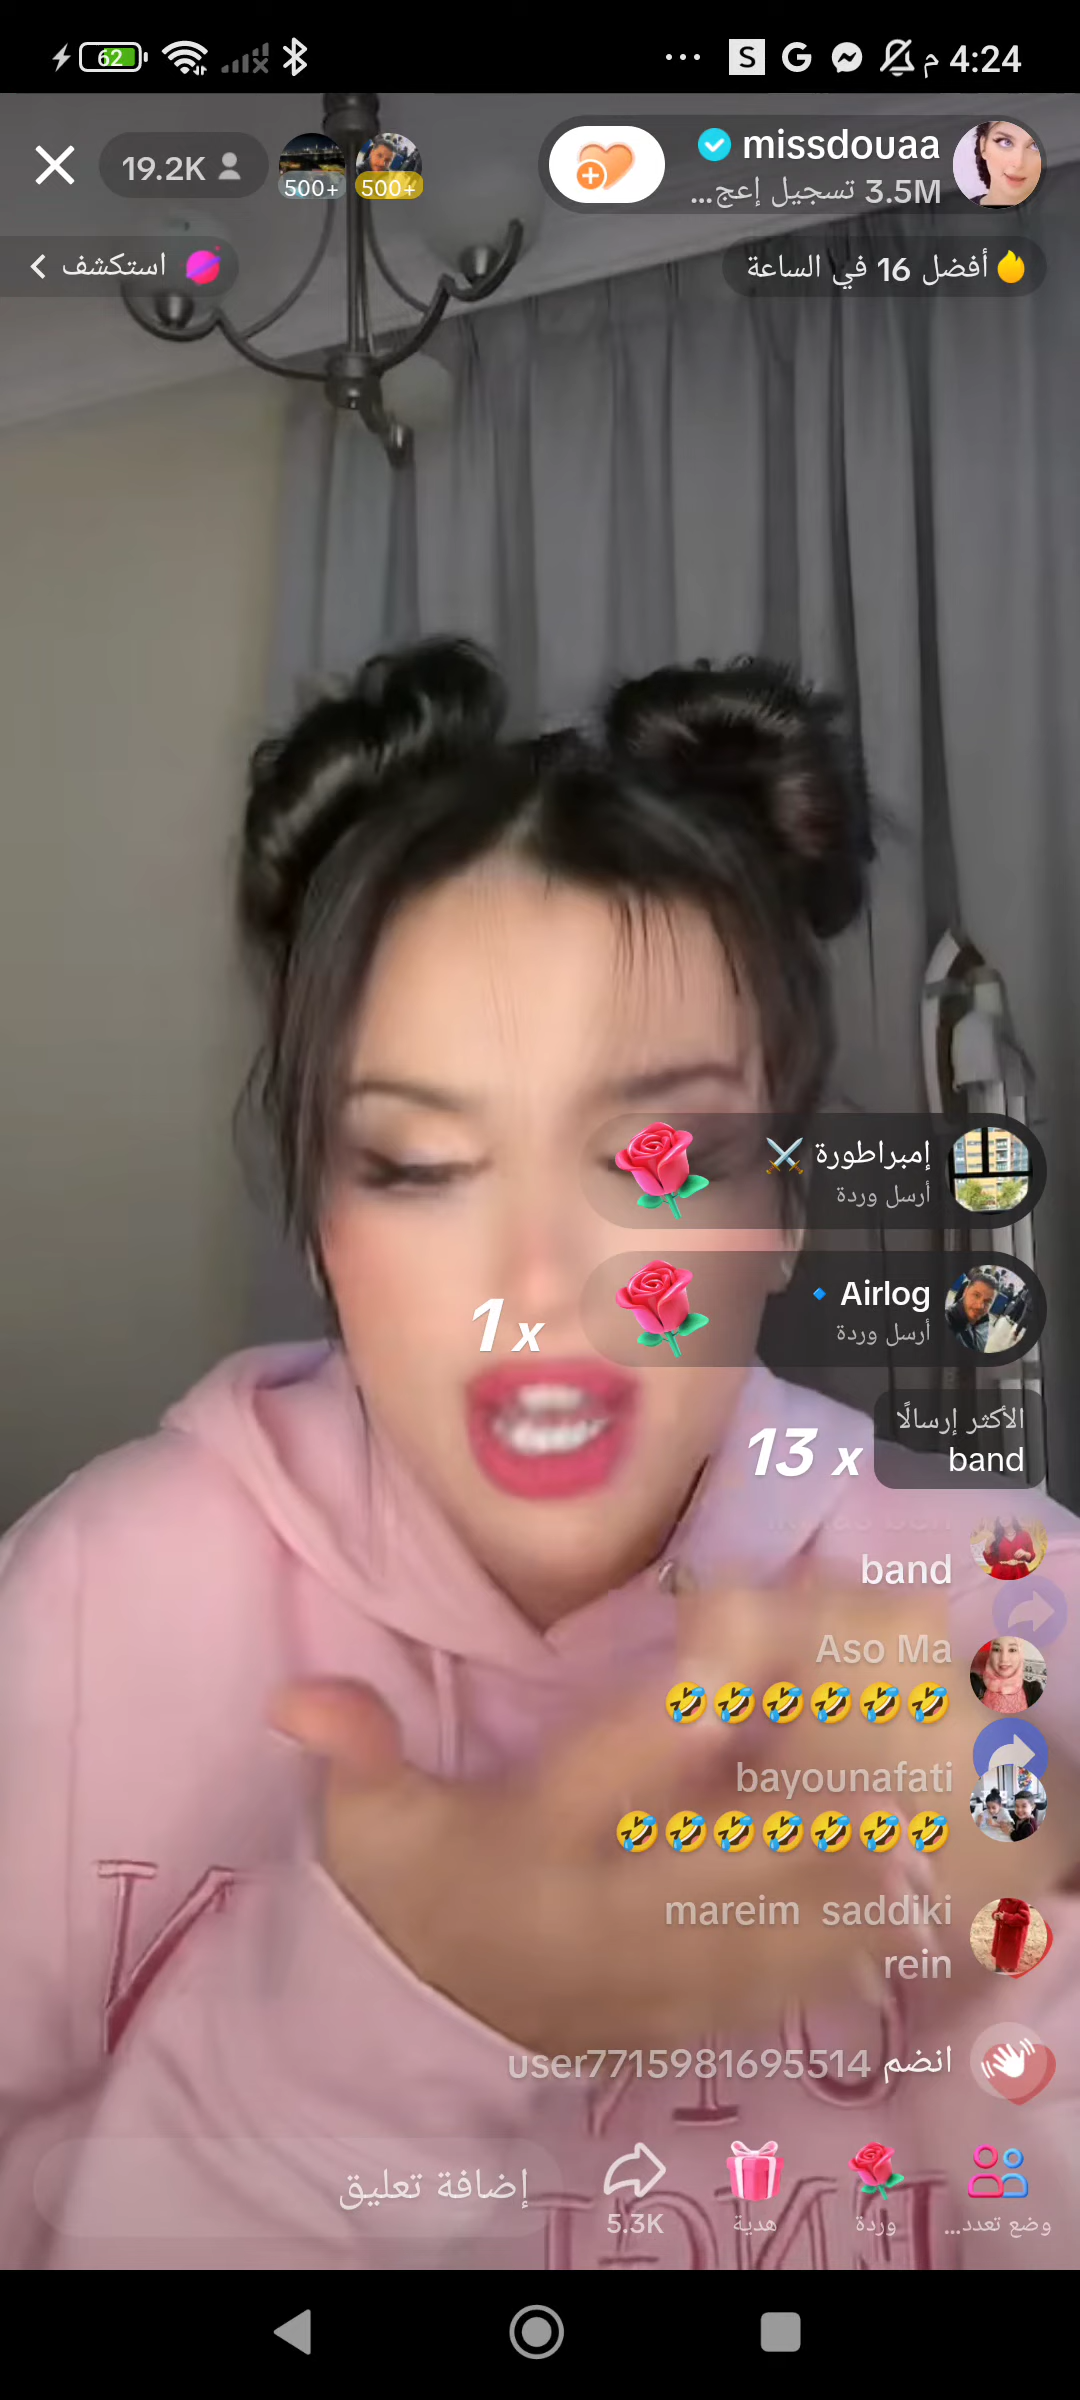 62
S G م 4:24
missdouaa
3.5M تسجيل إعج...
500+
500+
19.2K
أفضل 16 في الساعة
استكشف
إمبراطورة
أرسل وردة
Airlog
أرسل وردة
1 x
الأكثر إرسالًا
band
13 x
band
Aso Ma
bayounafati
mareim saddiki
rein
انضم user7715981695514
وضع تعدد...
وردة
هدية
5.3K
إضافة تعليق